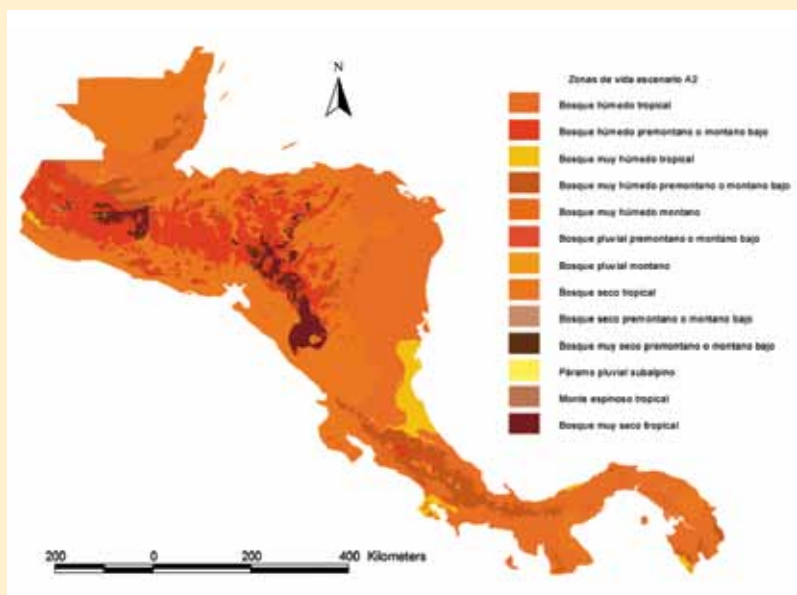 N
Zonas de vida escenario A2
Bosque húmedo tropical
Bosque húmedo premontano o montano bajo
Bosque muy húmedo tropical
Bosque muy húmedo premontano o montano bajo
Bosque muy húmedo montano
Bosque pluvial premontano o montano bajo
Bosque pluvial montano
Bosque seco tropical
Bosque seco premontano o montano bajo
Bosque muy seco premontano o montano bajo
Páramo pluvial subalpino
Monte espinoso tropical
Bosque muy seco tropical
200 0 200 400 Kilometers